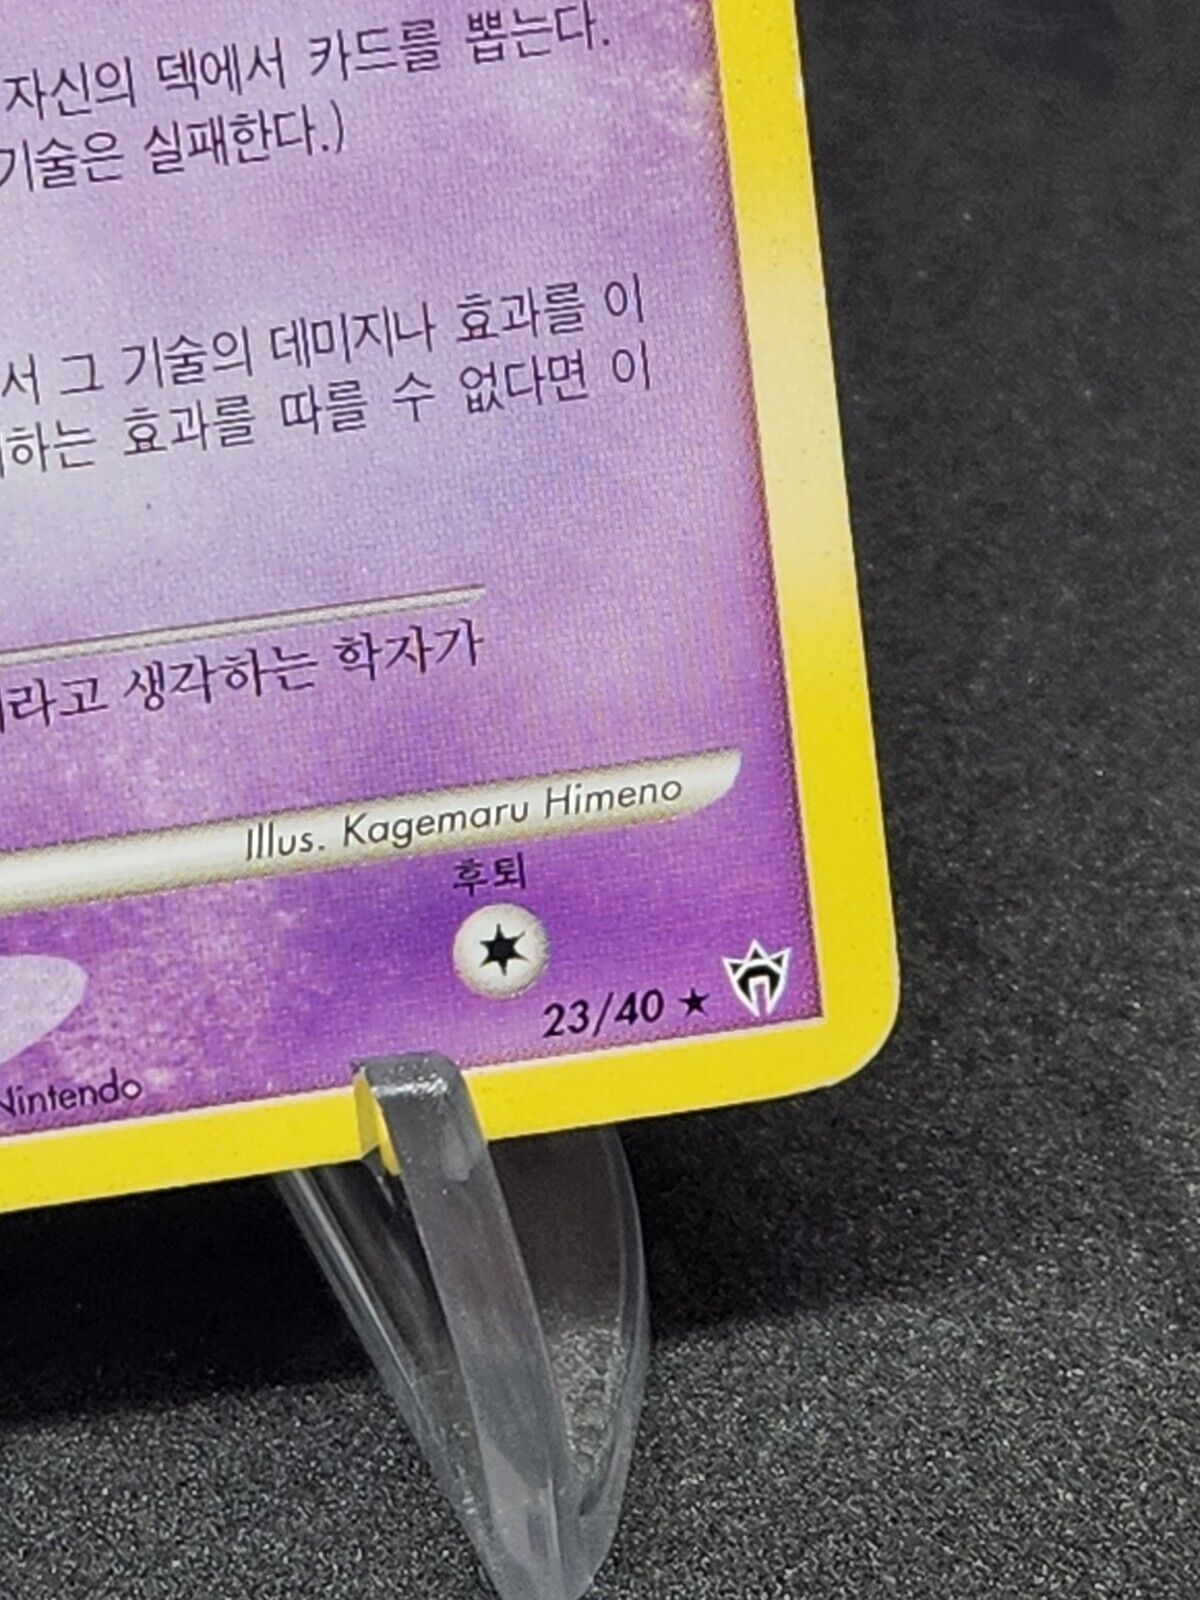 자신의 덱에서 카드를 뽑는다.
기술은 실패한다.)
서 그 기술의 데미지나 효과를 이
하는 효과를 따를 수 없다면 이
라고 생각하는 학자가
Illus. Kagemaru Himeno
후퇴
23/40 ★
Nintendo